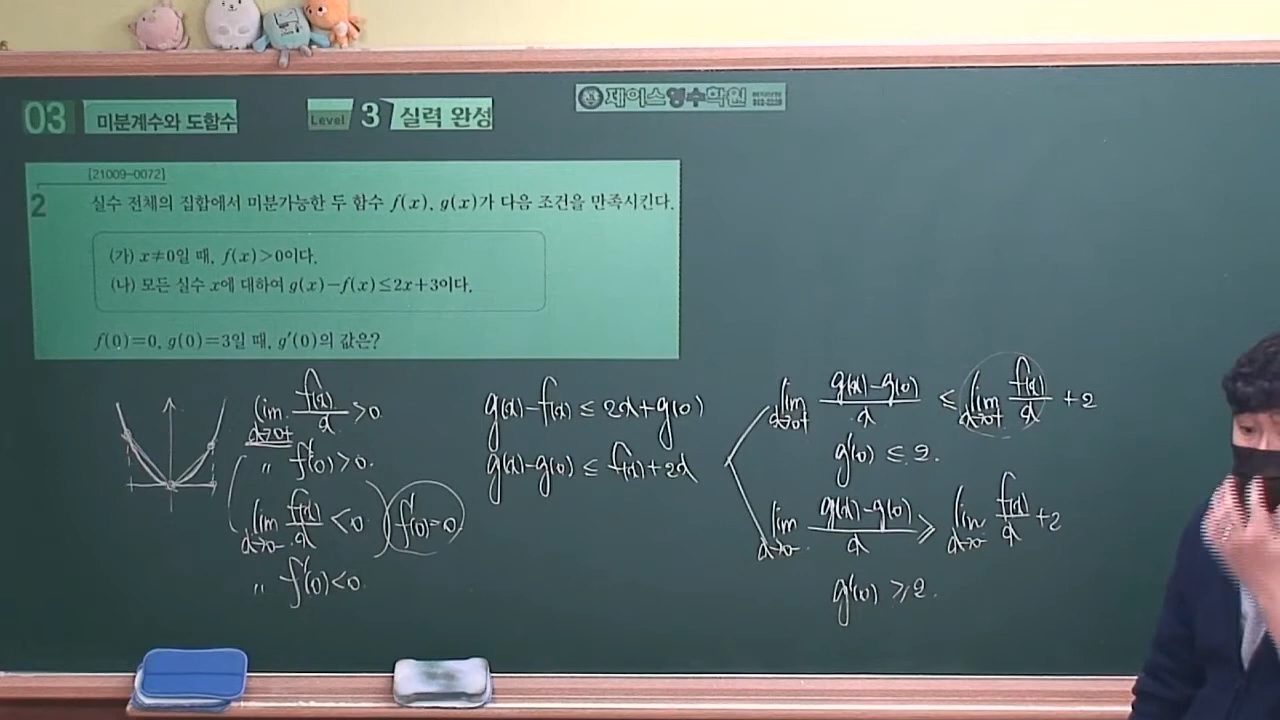 03 미분계수와 도함수 Level 3 실력 완성
제이스영수학원
[21009-0072]
2 실수 전체의 집합에서 미분가능한 두 함수 f(x), g(x)가 다음 조건을 만족시킨다.
(가) x≠0일 때, f(x)>0이다.
(나) 모든 실수 x에 대하여 g(x)-f(x)≤2x+3이다.
f(0)=0, g(0)=3일 때, g′(0)의 값은?
lim x→0+ f(x)/x >0
" f′(0)>0.
lim x→0- f(x)/x <0
" f′(0)<0.
f′(0)=0
g(x)-f(x) ≤ 2x+g(0)
g(x)-g(0) ≤ f(x)+2x
lim x→0+ (g(x)-g(0))/x ≤ lim x→0+ f(x)/x +2
g′(0) ≤ 2.
lim x→0- (g(x)-g(0))/x ≥ lim x→0- f(x)/x +2
g′(0) ≥ 2.